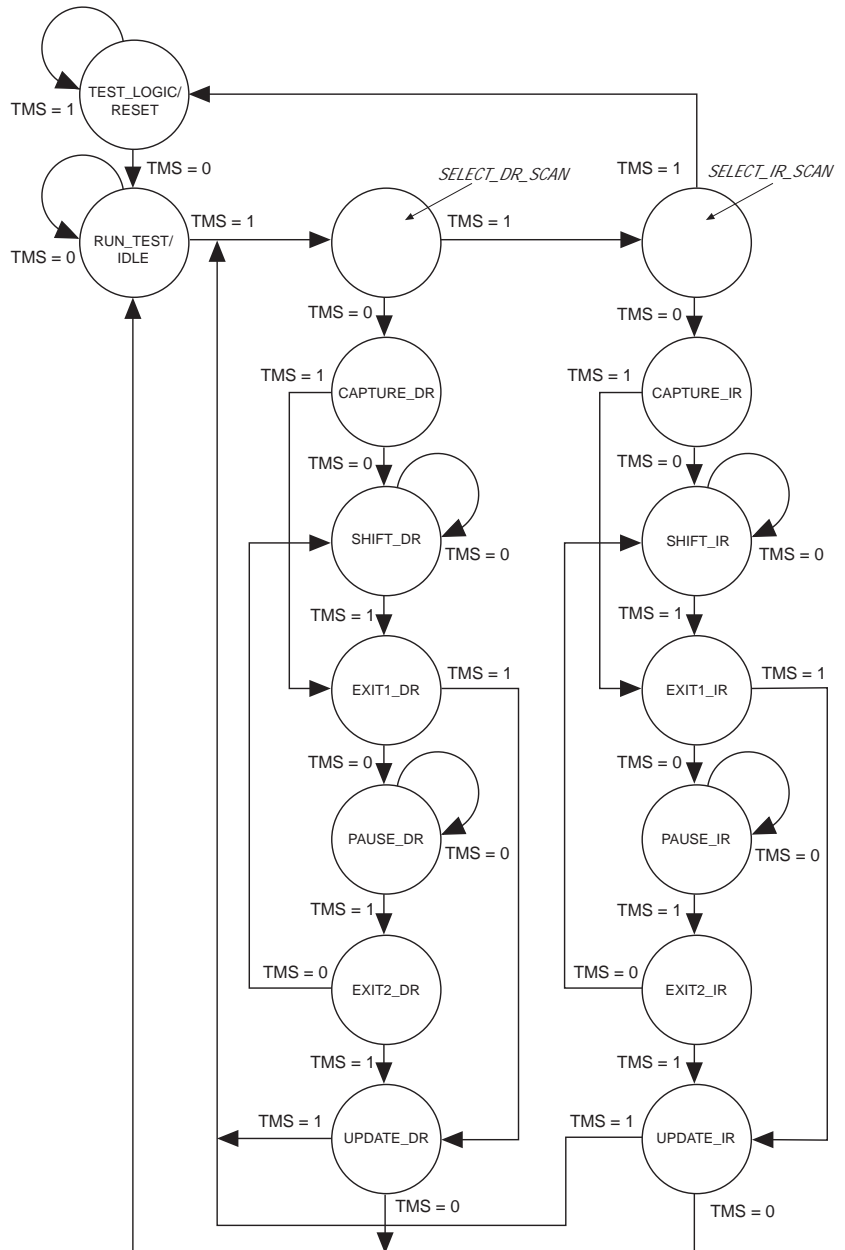 TEST_LOGIC/
RESET
TMS = 1
TMS = 0
TMS = 1
SELECT_DR_SCAN
SELECT_IR_SCAN
RUN_TEST/
IDLE
TMS = 0
TMS = 1
TMS = 1
TMS = 0
TMS = 0
TMS = 1
CAPTURE_DR
TMS = 1
CAPTURE_IR
TMS = 0
TMS = 0
SHIFT_DR
TMS = 0
SHIFT_IR
TMS = 0
TMS = 1
TMS = 1
EXIT1_DR
TMS = 1
EXIT1_IR
TMS = 1
TMS = 0
TMS = 0
PAUSE_DR
TMS = 0
PAUSE_IR
TMS = 0
TMS = 1
TMS = 1
TMS = 0
EXIT2_DR
TMS = 0
EXIT2_IR
TMS = 1
TMS = 1
TMS = 1
UPDATE_DR
TMS = 1
UPDATE_IR
TMS = 0
TMS = 0